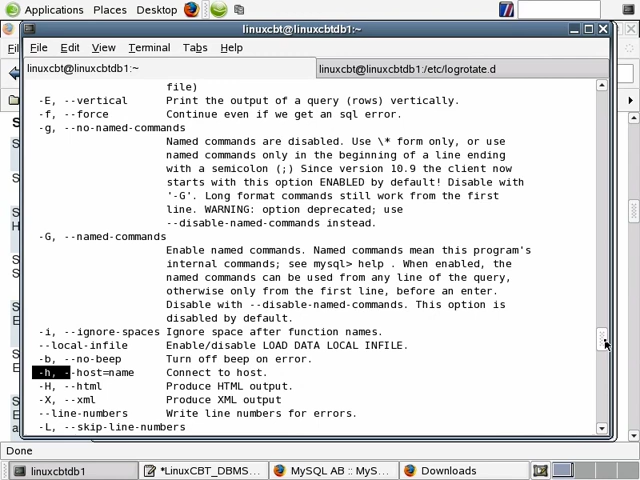 Applications Places Desktop
linuxcbt@linuxcbtdb1:~
File Edit View Terminal Tabs Help
linuxcbt@linuxcbtdb1:~ linuxcbt@linuxcbtdb1:/etc/logrotate.d
file)
-E, --vertical Print the output of a query (rows) vertically.
-f, --force Continue even if we get an sql error.
-g, --no-named-commands
Named commands are disabled. Use \* form only, or use
named commands only in the beginning of a line ending
with a semicolon (;) Since version 10.9 the client now
starts with this option ENABLED by default! Disable with
'-G'. Long format commands still work from the first
line. WARNING: option deprecated; use
--disable-named-commands instead.
-G, --named-commands
Enable named commands. Named commands mean this program's
internal commands; see mysql> help . When enabled, the
named commands can be used from any line of the query,
otherwise only from the first line, before an enter.
Disable with --disable-named-commands. This option is
disabled by default.
-i, --ignore-spaces Ignore space after function names.
--local-infile Enable/disable LOAD DATA LOCAL INFILE.
-b, --no-beep Turn off beep on error.
-h, --host=name Connect to host.
-H, --html Produce HTML output.
-X, --xml Produce XML output
--line-numbers Write line numbers for errors.
-L, --skip-line-numbers
Done
linuxcbtdb1 *LinuxCBT_DBMS... MySQL AB :: MyS... Downloads